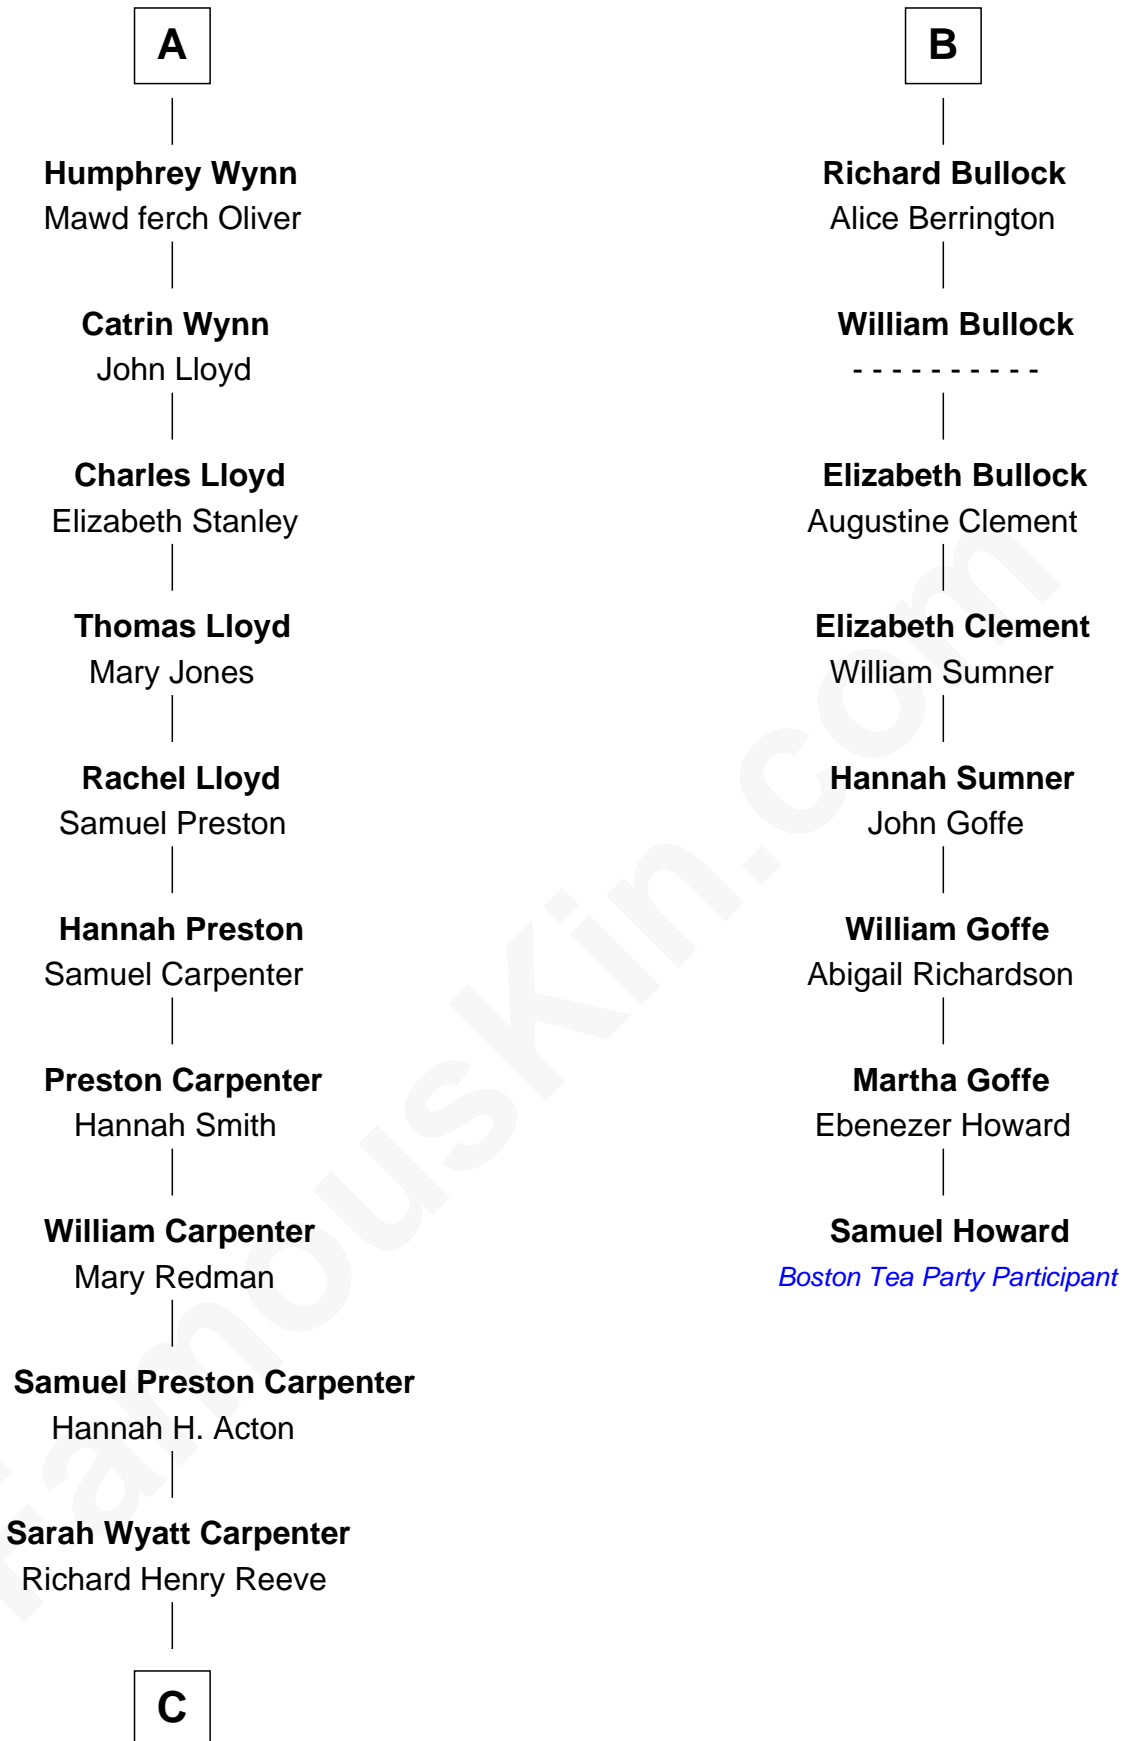 A
Humphrey Wynn
Mawd ferch Oliver
Catrin Wynn
John Lloyd
Charles Lloyd
Elizabeth Stanley
Thomas Lloyd
Mary Jones
Rachel Lloyd
Samuel Preston
Hannah Preston
Samuel Carpenter
Preston Carpenter
Hannah Smith
William Carpenter
Mary Redman
Samuel Preston Carpenter
Hannah H. Acton
Sarah Wyatt Carpenter
Richard Henry Reeve
C
B
Richard Bullock
Alice Berrington
William Bullock
- - - - - - - - - -
Elizabeth Bullock
Augustine Clement
Elizabeth Clement
William Sumner
Hannah Sumner
John Goffe
William Goffe
Abigail Richardson
Martha Goffe
Ebenezer Howard
Samuel Howard
Boston Tea Party Participant
FamousKin.com